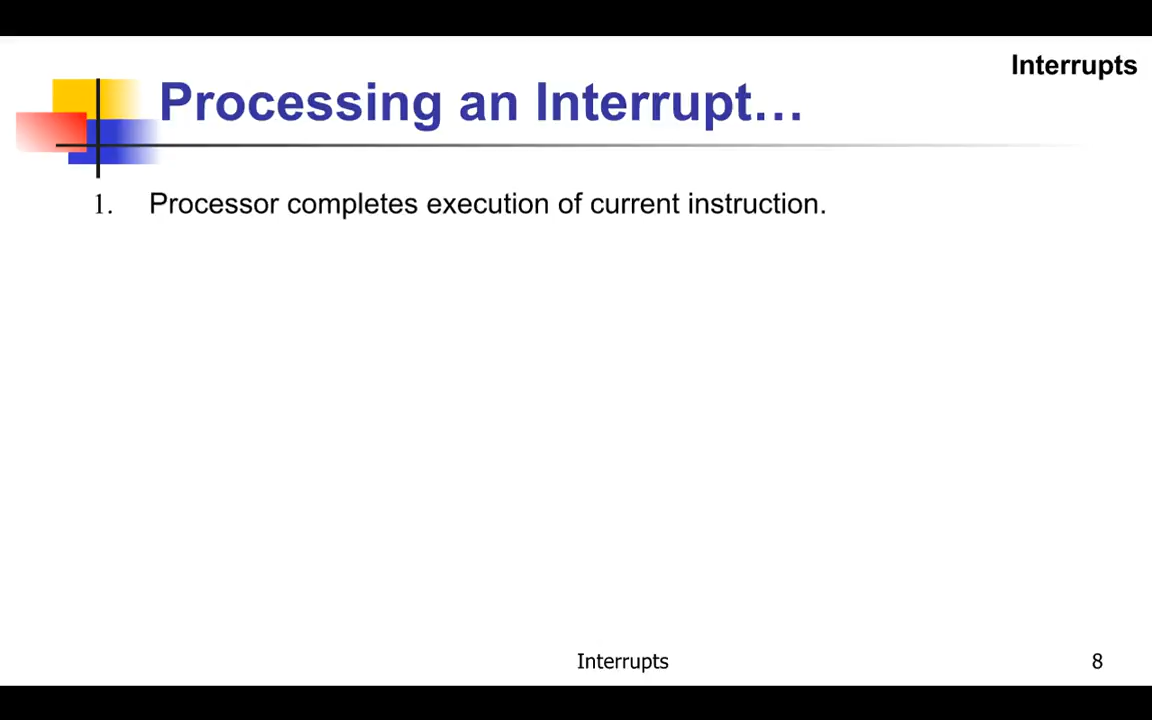 Interrupts
Processing an Interrupt…
1. Processor completes execution of current instruction.
Interrupts
8